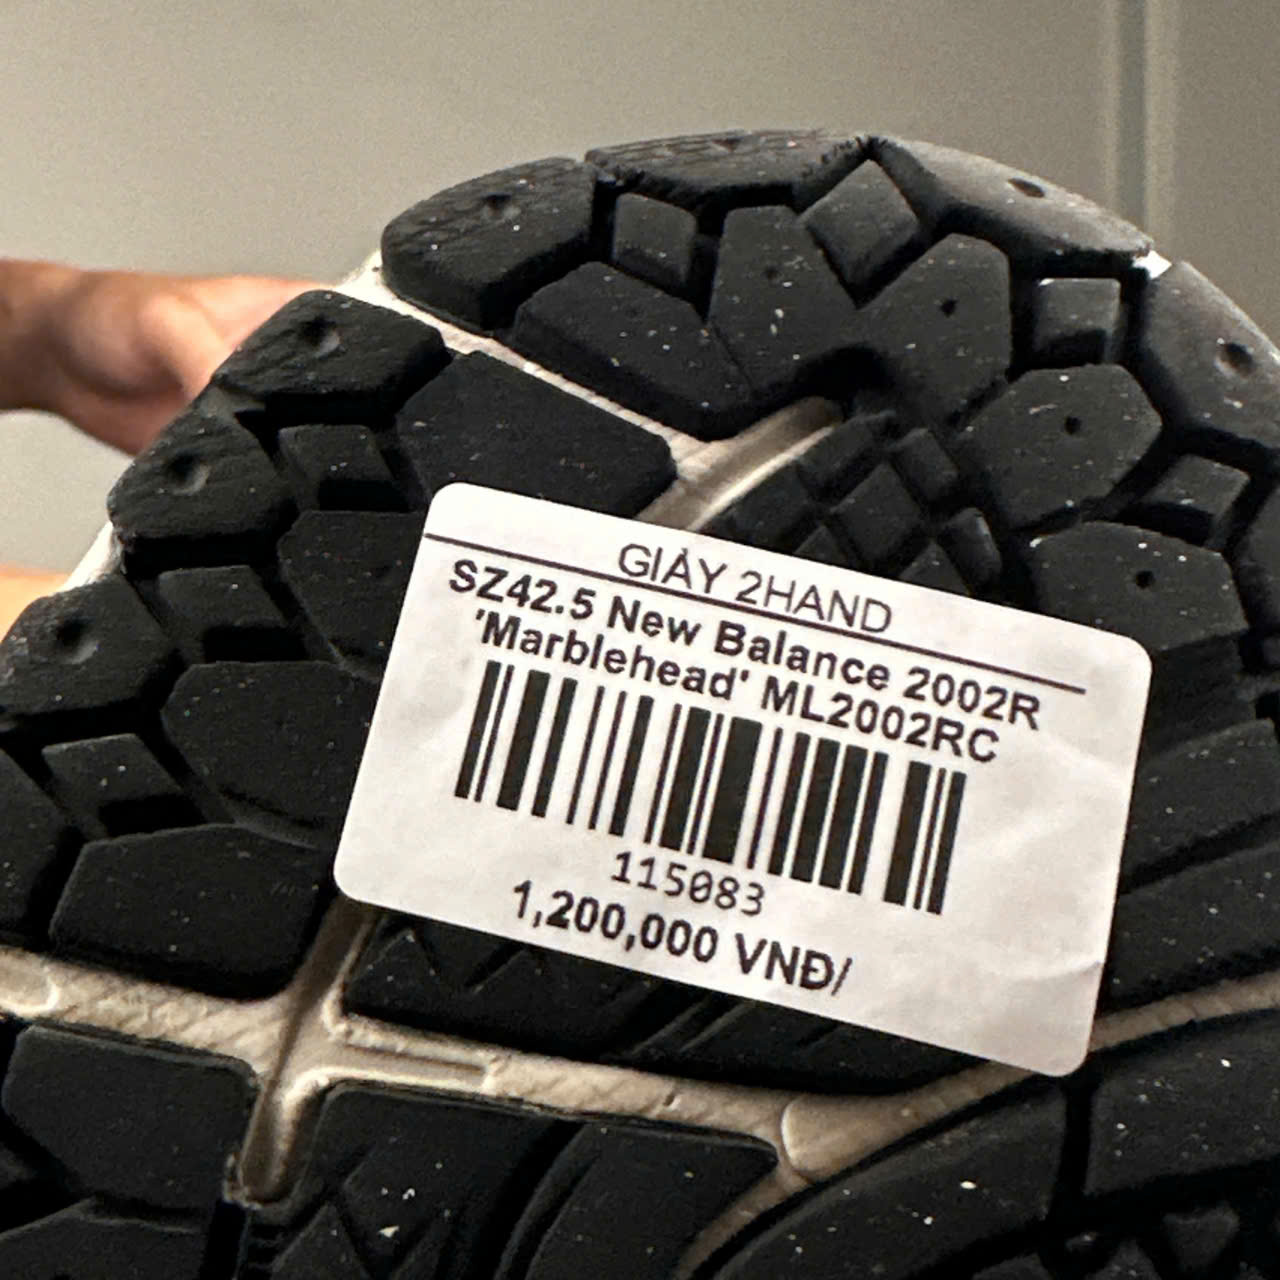 GIÀY 2HAND
SZ42.5 New Balance 2002R
'Marblehead' ML2002RC
115083
1,200,000 VNĐ/